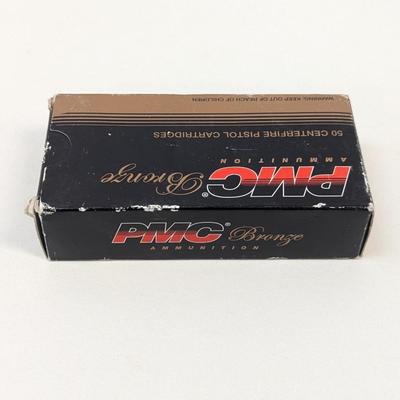 WARNING: KEEP OUT OF REACH OF CHILDREN
50 CENTERFIRE PISTOL CARTRIDGES
PMC® Bronze
AMMUNITION
PMC® Bronze
AMMUNITION